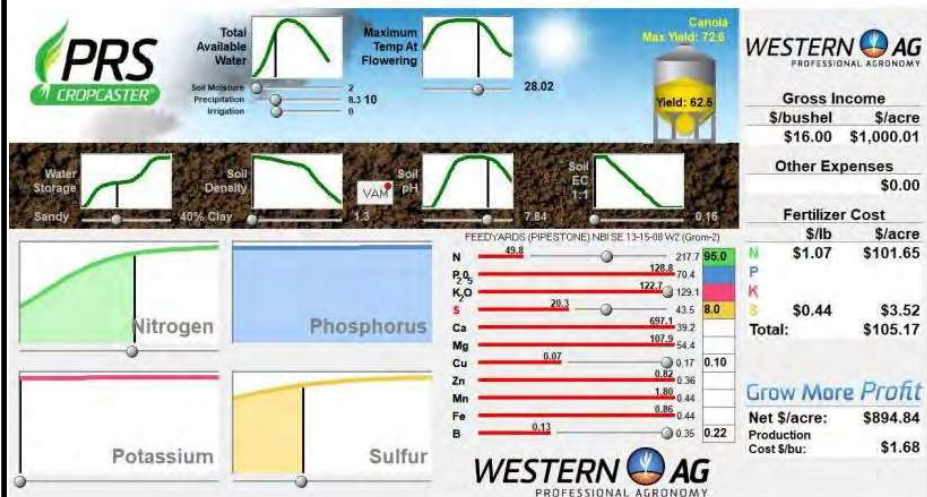 PRS
CROPCASTER
Total
Available
Water
Maximum
Temp At
Flowering
Soil Moisture 2
Precipitation 8.3 10
Irrigation 0
28.02
Canola
Max Yield: 72.6
Yield: 62.6
WESTERN AG
PROFESSIONAL AGRONOMY
Water
Storage
Sandy
40% Clay
Soil
Density
1.3
VAM
Soil
pH
7.84
Soil
EC
1:1
0.16
Nitrogen
Phosphorus
Potassium
Sulfur
FEEDYARDS (PIPESTONE) NBI SE 13-15-08 W2 (Grom-2)
N 49.8 217.7 95.0
P2O5 128.8 70.4
K2O 122.7 129.1
S 20.3 43.5 8.0
Ca 697.1 39.2
Mg 107.9 54.4
Cu 0.07 0.17 0.10
Zn 0.82 0.36
Mn 1.80 0.44
Fe 0.86 0.44
B 0.13 0.35 0.22
WESTERN AG
PROFESSIONAL AGRONOMY
Gross Income
$/bushel $/acre
$16.00 $1,000.01
Other Expenses
$0.00
Fertilizer Cost
$/lb $/acre
N $1.07 $101.65
P
K
S $0.44 $3.52
Total: $105.17
Grow More Profit
Net $/acre: $894.84
Production
Cost $/bu: $1.68